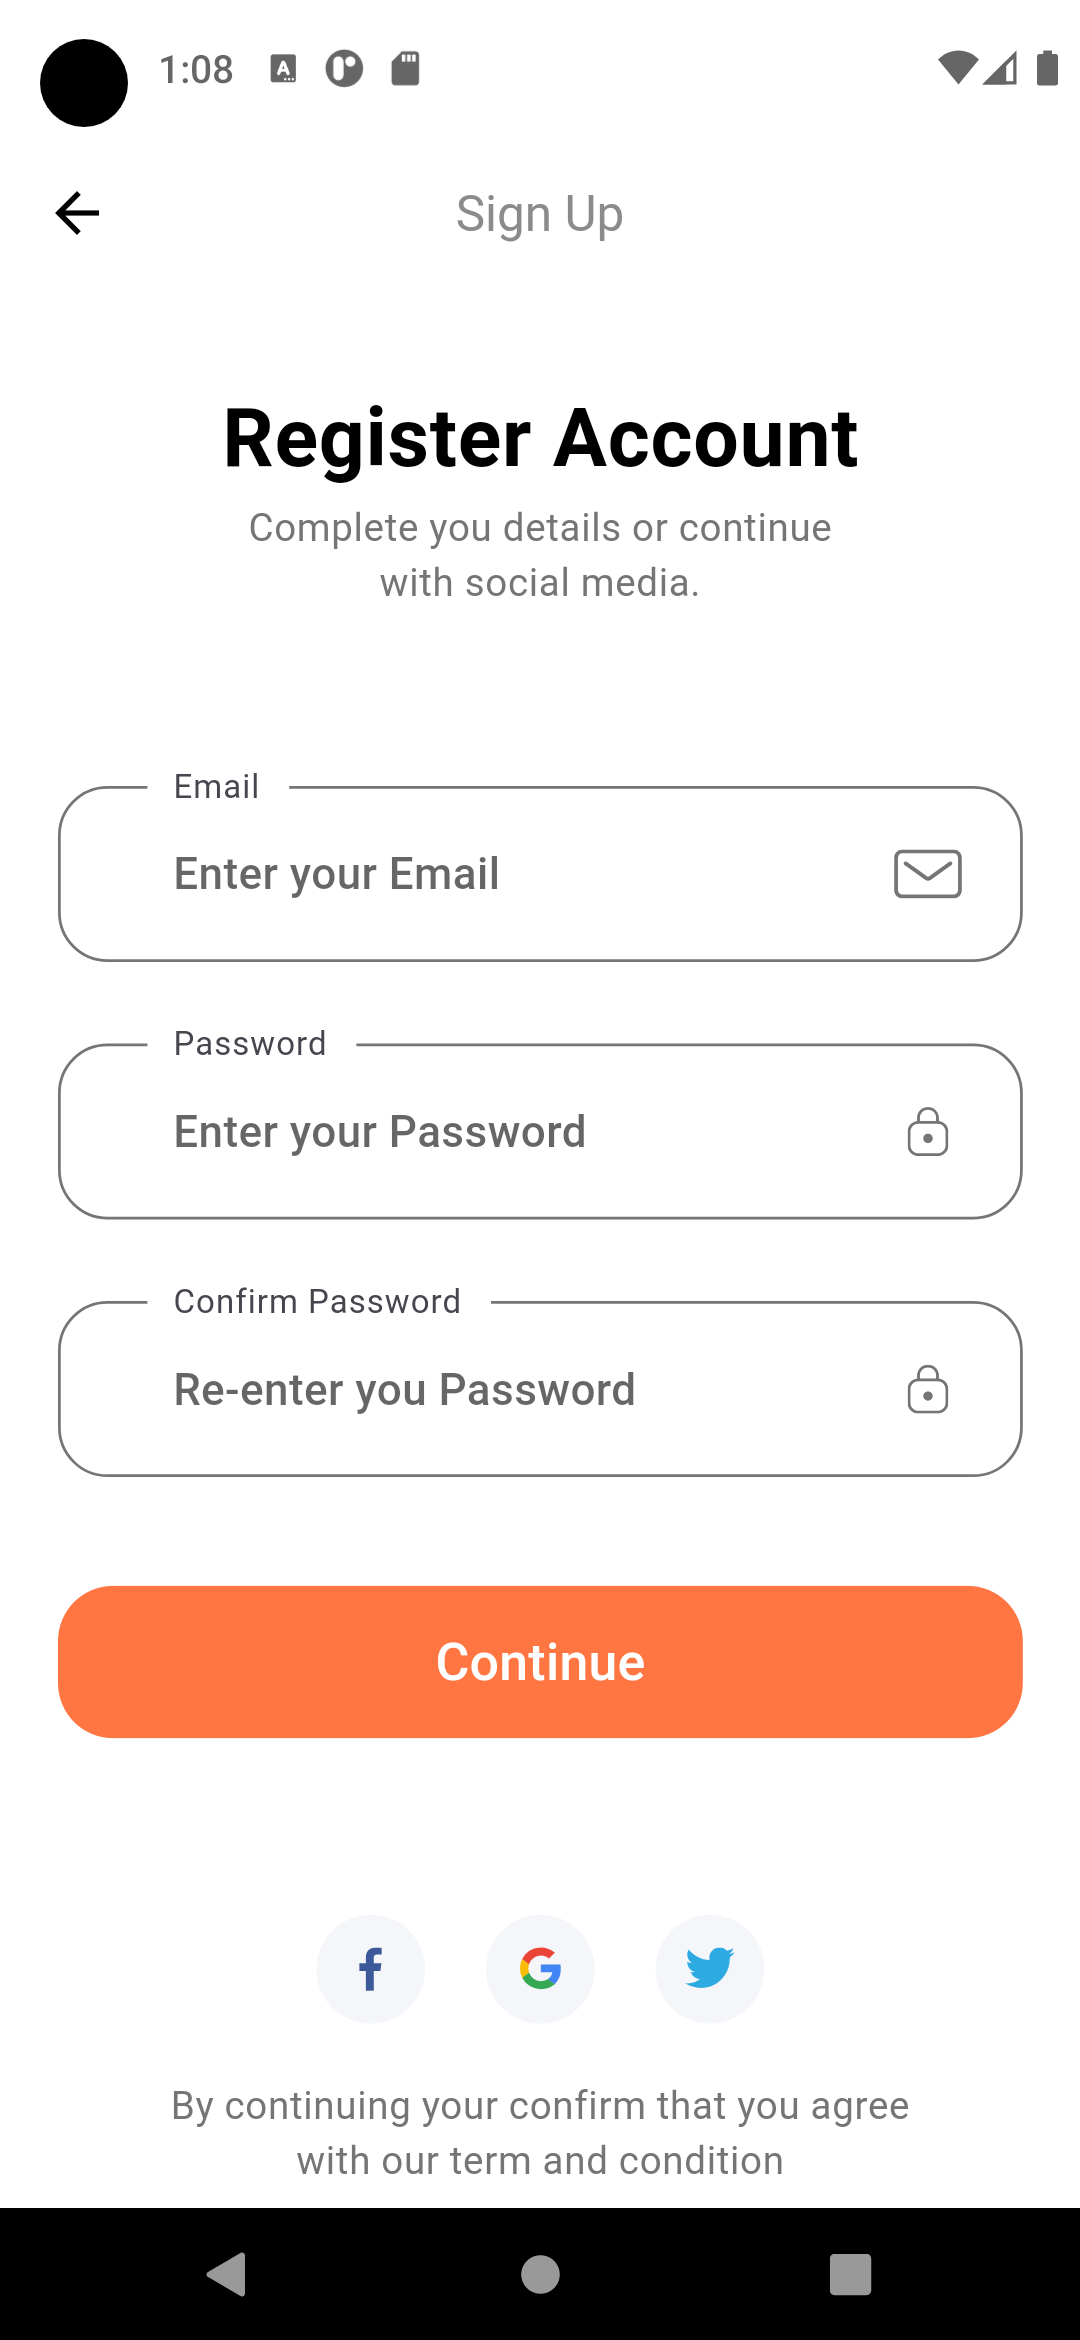 1:08
Sign Up
Register Account
Complete you details or continue
with social media.
Email
Enter your Email
Password
Enter your Password
Confirm Password
Re-enter you Password
Continue
By continuing your confirm that you agree
with our term and condition